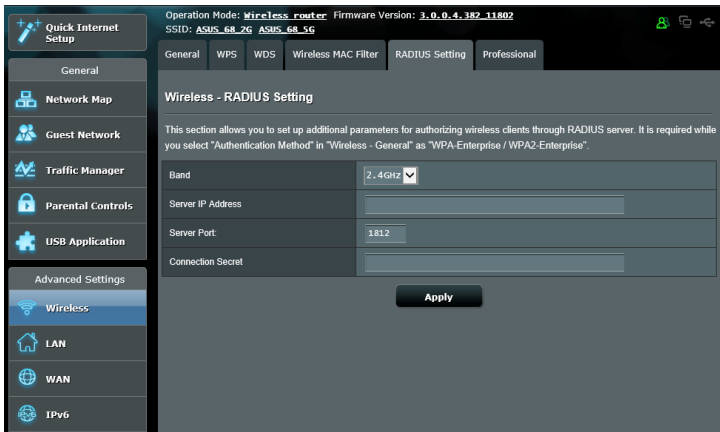 Quick Internet
Setup
General
Network Map
Guest Network
Traffic Manager
Parental Controls
USB Application
Advanced Settings
Wireless
LAN
WAN
IPv6
Operation Mode: Wireless router Firmware Version: 3.0.0.4.382_11802
SSID: ASUS_68_2G ASUS_68_5G
General WPS WDS Wireless MAC Filter RADIUS Setting Professional
Wireless - RADIUS Setting
This section allows you to set up additional parameters for authorizing wireless clients through RADIUS server. It is required while
you select "Authentication Method" in "Wireless - General" as "WPA-Enterprise / WPA2-Enterprise".
Band 2.4GHz
Server IP Address
Server Port: 1812
Connection Secret
Apply